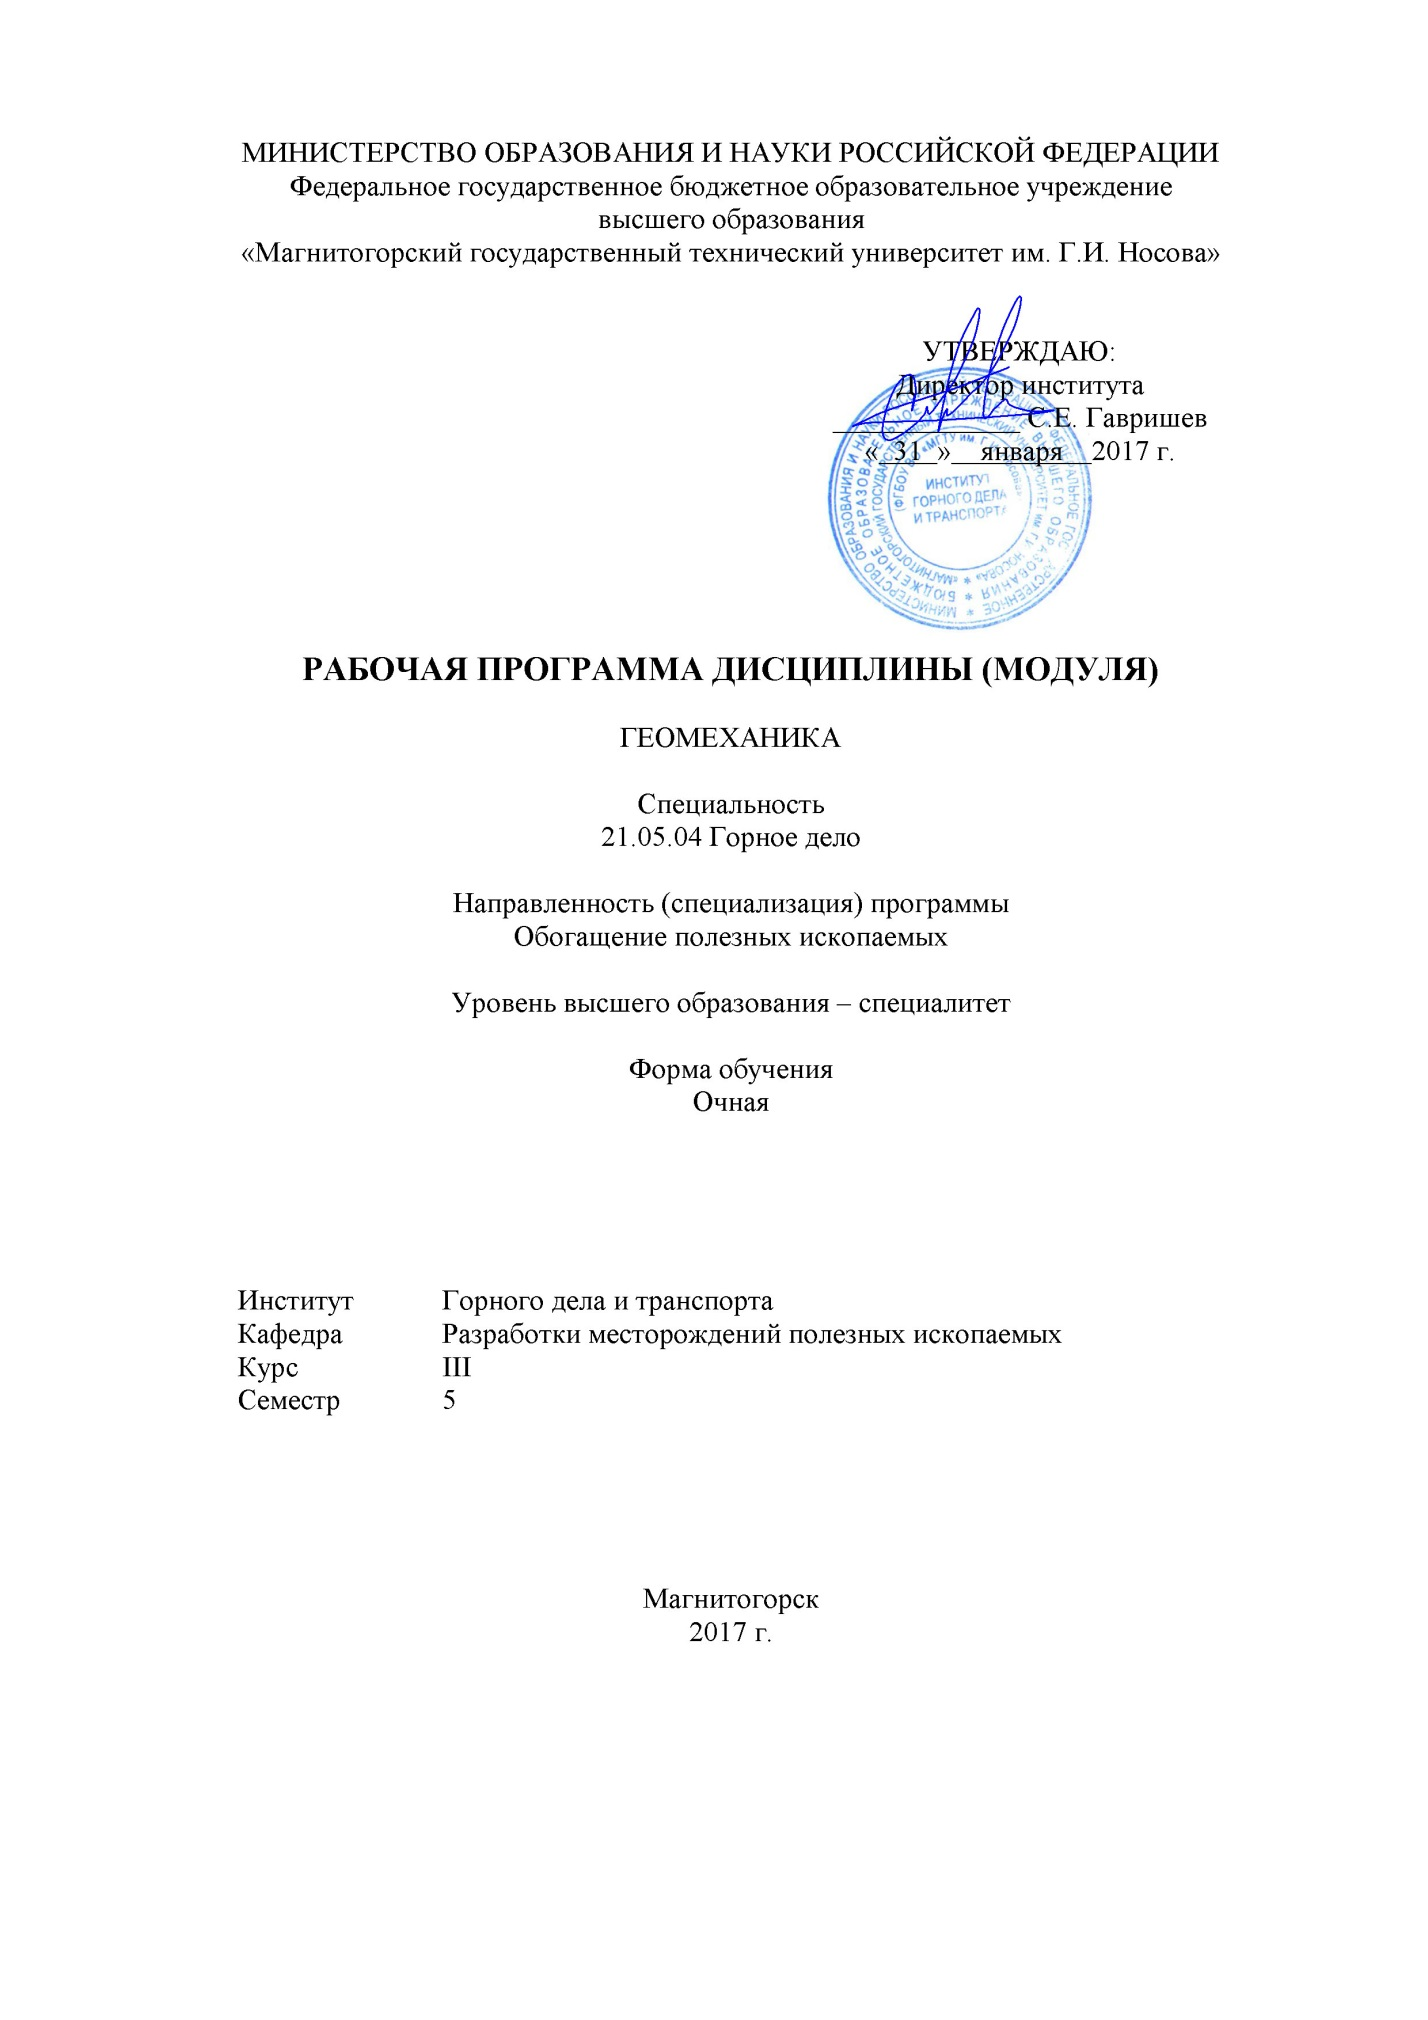 МИНИСТЕРСТВО ОБРАЗОВАНИЯ И НАУКИ РОССИЙСКОЙ ФЕДЕРАЦИИ
Федеральное государственное бюджетное образовательное учреждение
высшего образования
«Магнитогорский государственный технический университет им. Г.И. Носова»
УТВЕРЖДАЮ:
Директор института
С.Е. Гавришев
« 31 » января 2017 г.
ИНСТИТУТ
ГОРНОГО ДЕЛА
И ТРАНСПОРТА
РАБОЧАЯ ПРОГРАММА ДИСЦИПЛИНЫ (МОДУЛЯ)
ГЕОМЕХАНИКА
Специальность
21.05.04 Горное дело
Направленность (специализация) программы
Обогащение полезных ископаемых
Уровень высшего образования – специалитет
Форма обучения
Очная
Институт Горного дела и транспорта
Кафедра Разработки месторождений полезных ископаемых
Курс III
Семестр 5
Магнитогорск
2017 г.